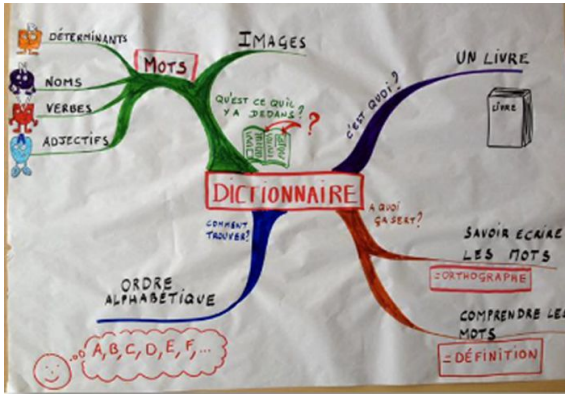 DÉTERMINANTS
NOMS
VERBES
ADJECTIFS
MOTS
IMAGES
QU'EST CE QU'IL
Y A DEDANS?
?
C'EST QUOI?
UN LIVRE
LIVRE
DICTIONNAIRE
COMMENT
TROUVER?
ORDRE
ALPHABÉTIQUE
A,B,C,D,E,F,...
A QUOI
ÇA SERT?
SAVOIR ECRIRE
LES MOTS
=ORTHOGRAPHE
COMPRENDRE LES
MOTS
=DÉFINITION